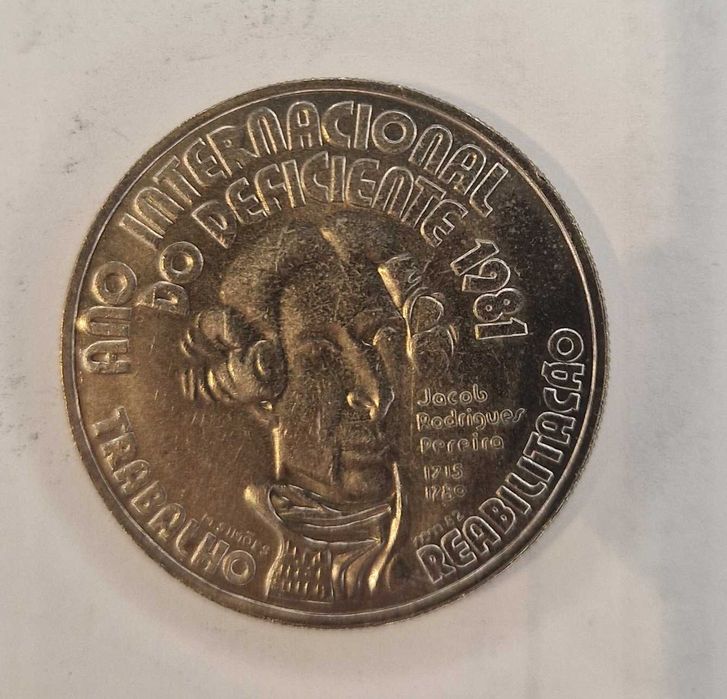 ANO INTERNACIONAL
DO DEFICIENTE 1981
Jacob
Rodrigues
Pereira
1715
1780
TRABALHO
REABILITAÇÃO